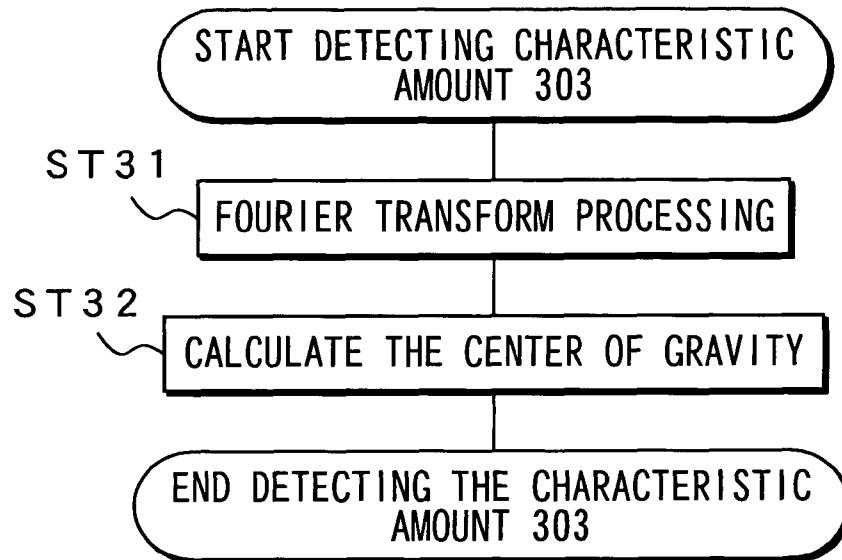 START DETECTING CHARACTERISTIC
AMOUNT 303
ST31
FOURIER TRANSFORM PROCESSING
ST32
CALCULATE THE CENTER OF GRAVITY
END DETECTING THE CHARACTERISTIC
AMOUNT 303